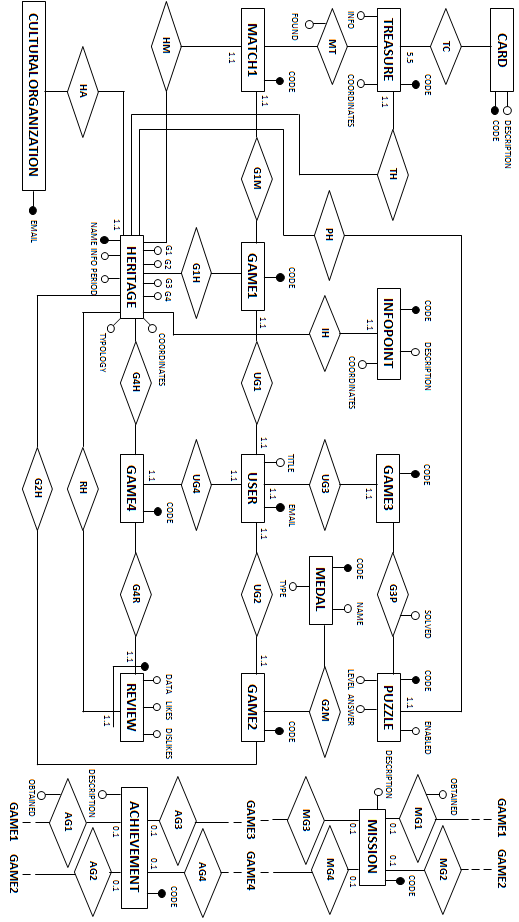 CARD
DESCRIPTION
CODE
TC
TREASURE
5.5
1.1
CODE
INFO
COORDINATES
TH
MT
FOUND
MATCH1
1.1
1.1
CODE
HM
G1M
PH
CODE
DESCRIPTION
INFOPOINT
1.1
COORDINATES
IH
GAME1
CODE
1.1
G1H
UG1
CODE
GAME3
1.1
UG3
G3P
SOLVED
CODE
ENABLED
PUZZLE
1.1
LEVEL
ANSWER
CODE
NAME
MEDAL
TYPE
G2M
USER
TITLE
EMAIL
1.1
1.1
1.1
1.1
UG2
GAME2
1.1
CODE
UG4
CULTURAL ORGANIZATION
EMAIL
HA
HERITAGE
1.1
NAME
INFO
PERIOD
G1
G2
G3
G4
COORDINATES
TYPOLOGY
IH
G4H
GAME4
1.1
CODE
G4R
REVIEW
1.1
1.1
DATA
LIKES
DISLIKES
RH
G2H
GAME1
GAME2
OBTAINED
MG1
MG2
0.1
0.1
DESCRIPTION
MISSION
CODE
0.1
0.1
MG3
MG4
GAME3
GAME4
AG3
AG4
0.1
0.1
DESCRIPTION
ACHIEVEMENT
CODE
0.1
0.1
AG1
AG2
OBTAINED
GAME1
GAME2